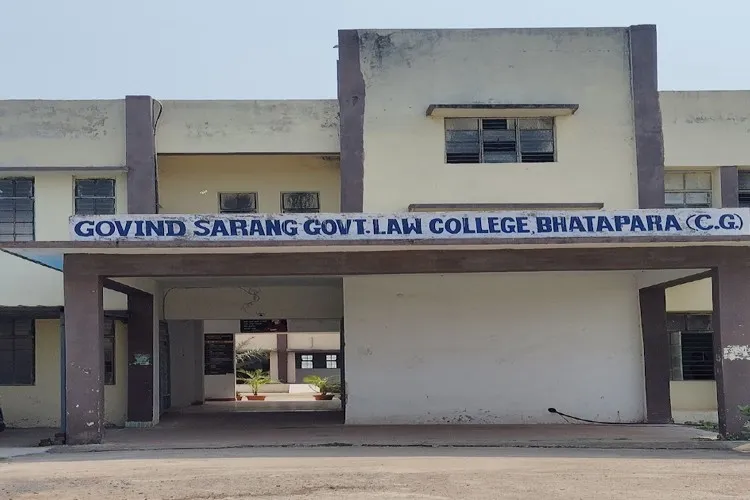 GOVIND SARANG GOVT. LAW COLLEGE, BHATAPARA (C.G.)